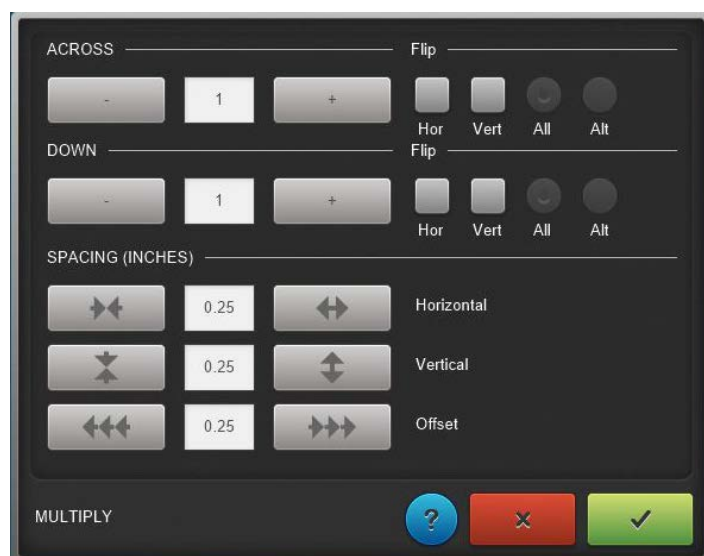 ACROSS Flip
- 1 +
Hor Vert All Alt
DOWN Flip
- 1 +
Hor Vert All Alt
SPACING (INCHES)
0.25 Horizontal
0.25 Vertical
0.25 Offset
MULTIPLY ?